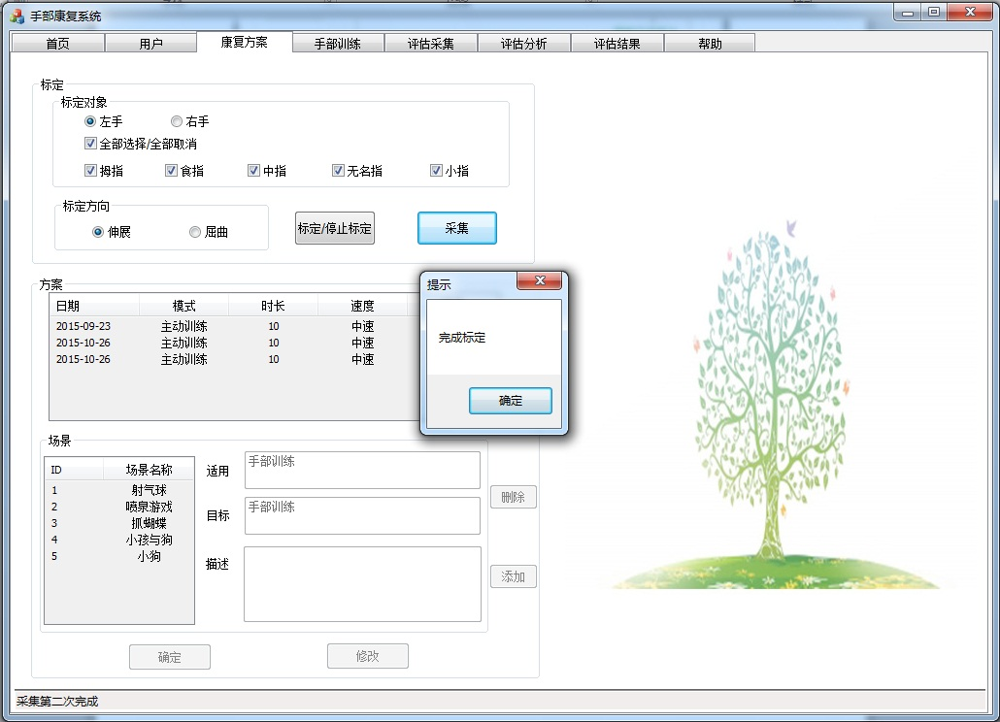 手部康复系统
首页 用户 康复方案 手部训练 评估采集 评估分析 评估结果 帮助
标定
标定对象
左手 右手
全部选择/全部取消
拇指 食指 中指 无名指 小指
标定方向
伸展 屈曲
标定/停止标定 采集
方案
日期 模式 时长 速度
2015-09-23 主动训练 10 中速
2015-10-26 主动训练 10 中速
2015-10-26 主动训练 10 中速
提示
完成标定
确定
场景
ID 场景名称
1 射气球
2 喷泉游戏
3 抓蝴蝶
4 小孩与狗
5 小狗
适用 手部训练
目标 手部训练
描述
删除
添加
确定 修改
采集第二次完成